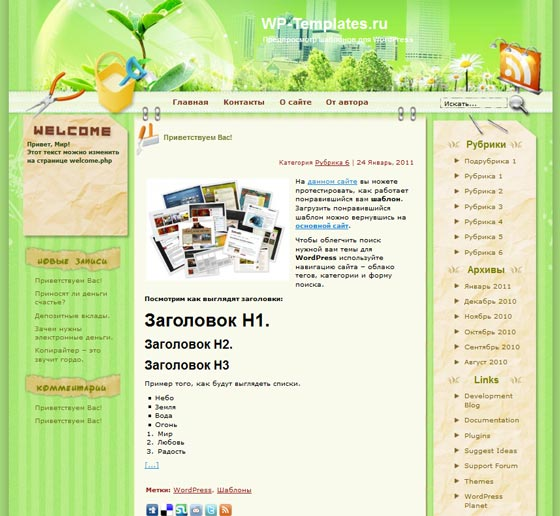 WP-Templates.ru
Предпросмотр шаблонов для WordPress
Главная Контакты О сайте От автора
Искать...
WELCOME
Привет, Мир!
Этот текст можно изменить
на странице welcome.php
НОВЫЕ ЗАПИСИ
Приветствуем Вас!
Приносят ли деньги
счастье?
Депозитные вклады.
Зачем нужны
электронные деньги.
Копирайтер – это
звучит гордо.
КОММЕНТАРИИ
Приветствуем Вас!
Приветствуем Вас!
Приветствуем Вас!
Категория Рубрика 6 | 24 Январь, 2011
На данном сайте вы можете
протестировать, как работает
понравившийся вам шаблон.
Загрузить понравившийся
шаблон можно вернувшись на
основной сайт.
Чтобы облегчить поиск
нужной вам темы для
WordPress используйте
навигацию сайта – облако
тегов, категории и форму
поиска.
Посмотрим как выглядят заголовки:
Заголовок H1.
Заголовок H2.
Заголовок H3
Пример того, как будут выглядеть списки.
Небо
Земля
Вода
Огонь
1. Мир
2. Любовь
3. Радость
[...]
Метки: WordPress, Шаблоны
Рубрики
Подрубрика 1
Рубрика 1
Рубрика 2
Рубрика 3
Рубрика 4
Рубрика 5
Рубрика 6
Архивы
Январь 2011
Декабрь 2010
Ноябрь 2010
Октябрь 2010
Сентябрь 2010
Август 2010
Links
Development
Blog
Documentation
Plugins
Suggest Ideas
Support Forum
Themes
WordPress
Planet